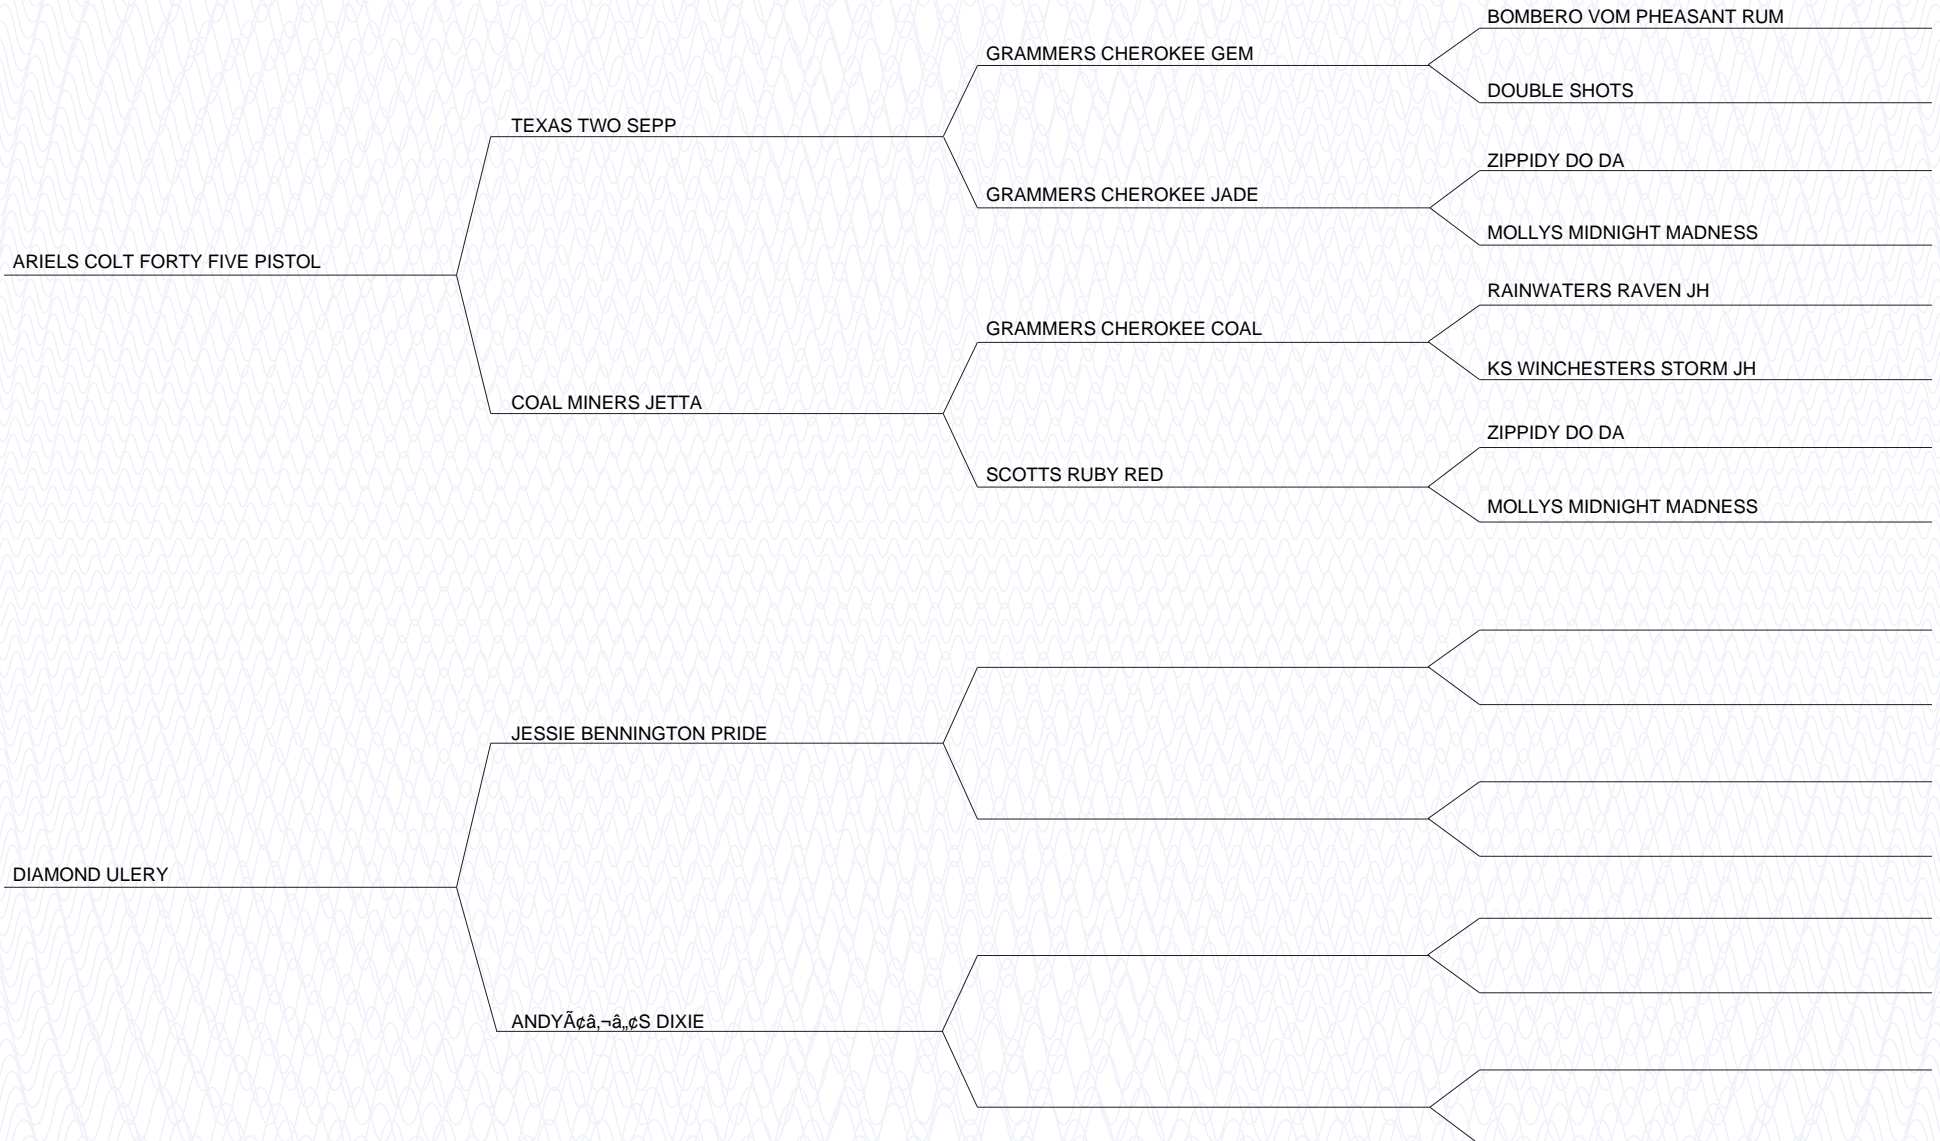 BOMBERO VOM PHEASANT RUM
GRAMMERS CHEROKEE GEM
DOUBLE SHOTS
TEXAS TWO SEPP
ZIPPIDY DO DA
GRAMMERS CHEROKEE JADE
MOLLYS MIDNIGHT MADNESS
ARIELS COLT FORTY FIVE PISTOL
RAINWATERS RAVEN JH
GRAMMERS CHEROKEE COAL
KS WINCHESTERS STORM JH
COAL MINERS JETTA
ZIPPIDY DO DA
SCOTTS RUBY RED
MOLLYS MIDNIGHT MADNESS
JESSIE BENNINGTON PRIDE
DIAMOND ULERY
ANDYÃ¢â‚¬â„¢S DIXIE